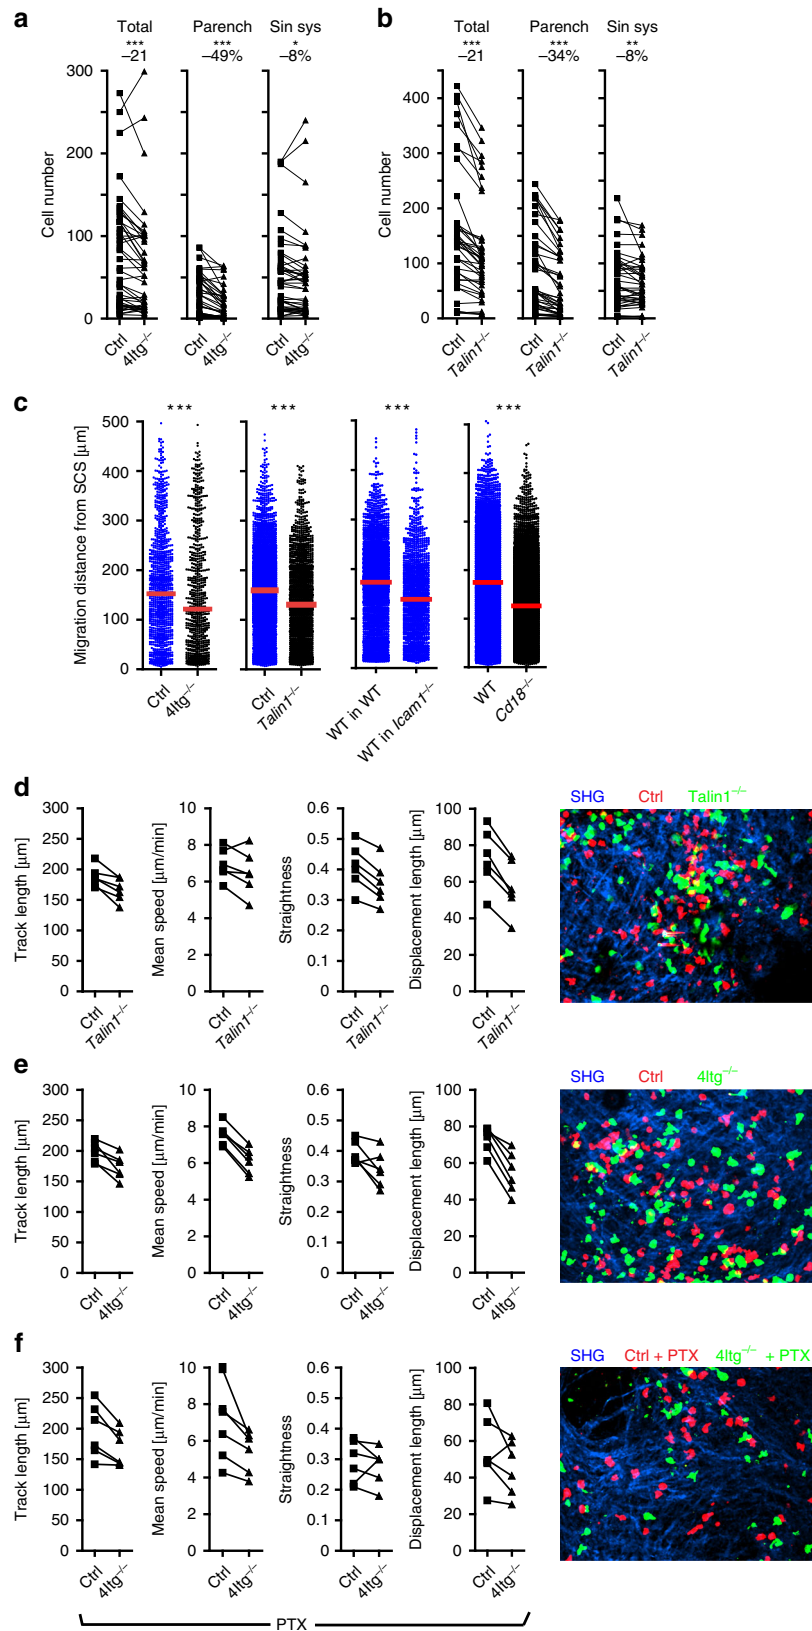 a
Total Parench Sin sys
*** *** *
–21 –49% –8%
Cell number
300
200
100
0
Ctrl 4Itg–/– Ctrl 4Itg–/– Ctrl 4Itg–/–
b
Total Parench Sin sys
*** *** **
–21 –34% –8%
Cell number
400
300
200
100
0
Ctrl Talin1–/– Ctrl Talin1–/– Ctrl Talin1–/–
c
*** *** *** ***
Migration distance from SCS [μm]
500
400
300
200
100
0
Ctrl 4Itg–/– Ctrl Talin1–/– WT in WT WT in Icam1–/– WT Cd18–/–
d
SHG Ctrl Talin1–/–
Track length [μm]
300
250
200
150
100
50
0
Ctrl Talin1–/–
Mean speed [μm/min]
10
8
6
4
2
0
Ctrl Talin1–/–
Straightness
0.6
0.5
0.4
0.3
0.2
0.1
0
Ctrl Talin1–/–
Displacement length [μm]
100
80
60
40
20
0
Ctrl Talin1–/–
e
SHG Ctrl 4Itg–/–
Track length [μm]
300
250
200
150
100
50
0
Ctrl 4Itg–/–
Mean speed [μm/min]
10
8
6
4
2
0
Ctrl 4Itg–/–
Straightness
0.6
0.5
0.4
0.3
0.2
0.1
0
Ctrl 4Itg–/–
Displacement length [μm]
100
80
60
40
20
0
Ctrl 4Itg–/–
f
SHG Ctrl + PTX 4Itg–/– + PTX
Track length [μm]
300
250
200
150
100
50
0
Ctrl 4Itg–/–
Mean speed [μm/min]
10
8
6
4
2
0
Ctrl 4Itg–/–
Straightness
0.6
0.5
0.4
0.3
0.2
0.1
0
Ctrl 4Itg–/–
Displacement length [μm]
100
80
60
40
20
0
Ctrl 4Itg–/–
PTX